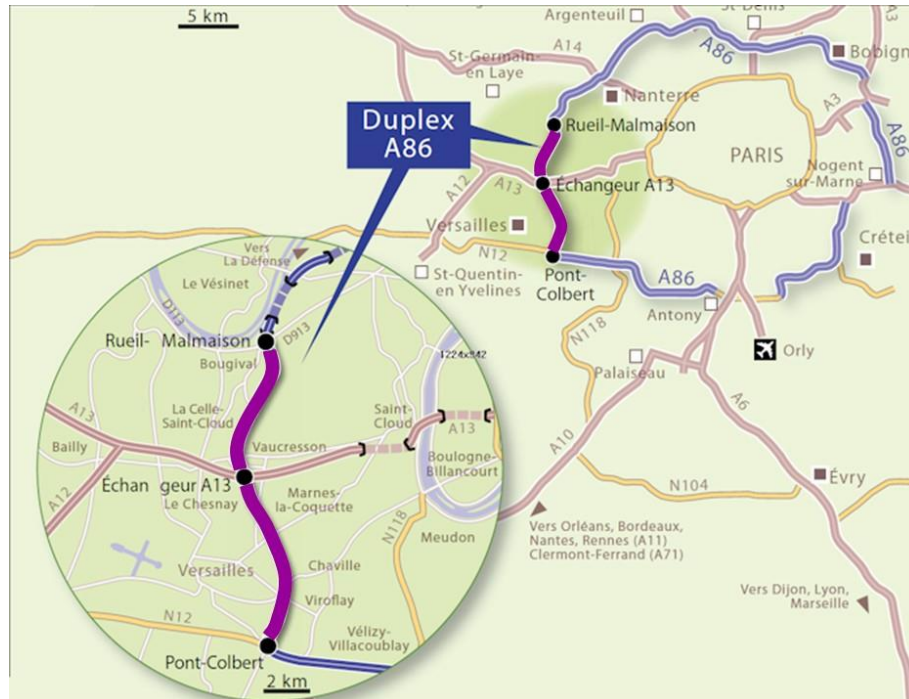 5 km
Argenteuil
St-Denis
A86
A14
St-Germain-
en Laye
Bobign
Nanterre
Duplex
A86
A3
A86
Rueil-Malmaison
PARIS
Nogent
sur-Marne
A12
A13
Échangeur A13
Versailles
Crétei
N12
St-Quentin-
en Yvelines
Pont-
Colbert
A86
Antony
N118
Orly
Palaiseau
A6
A10
N104
Évry
Vers Orléans, Bordeaux,
Nantes, Rennes (A11)
Clermont-Ferrand (A71)
Vers Dijon, Lyon,
Marseille
Vers
La Défense
Le Vésinet
D113
D913
Rueil- Malmaison
Bougival
1224x842
La Celle-
Saint-Cloud
Saint-
Cloud
A13
A13
Bailly
Vaucresson
Boulogne-
Billancourt
A12
Échan geur A13
Le Chesnay
Marnes-
la-Coquette
N118
Meudon
Versailles
Chaville
Viroflay
N12
Vélizy-
Villacoublay
Pont-Colbert
2 km